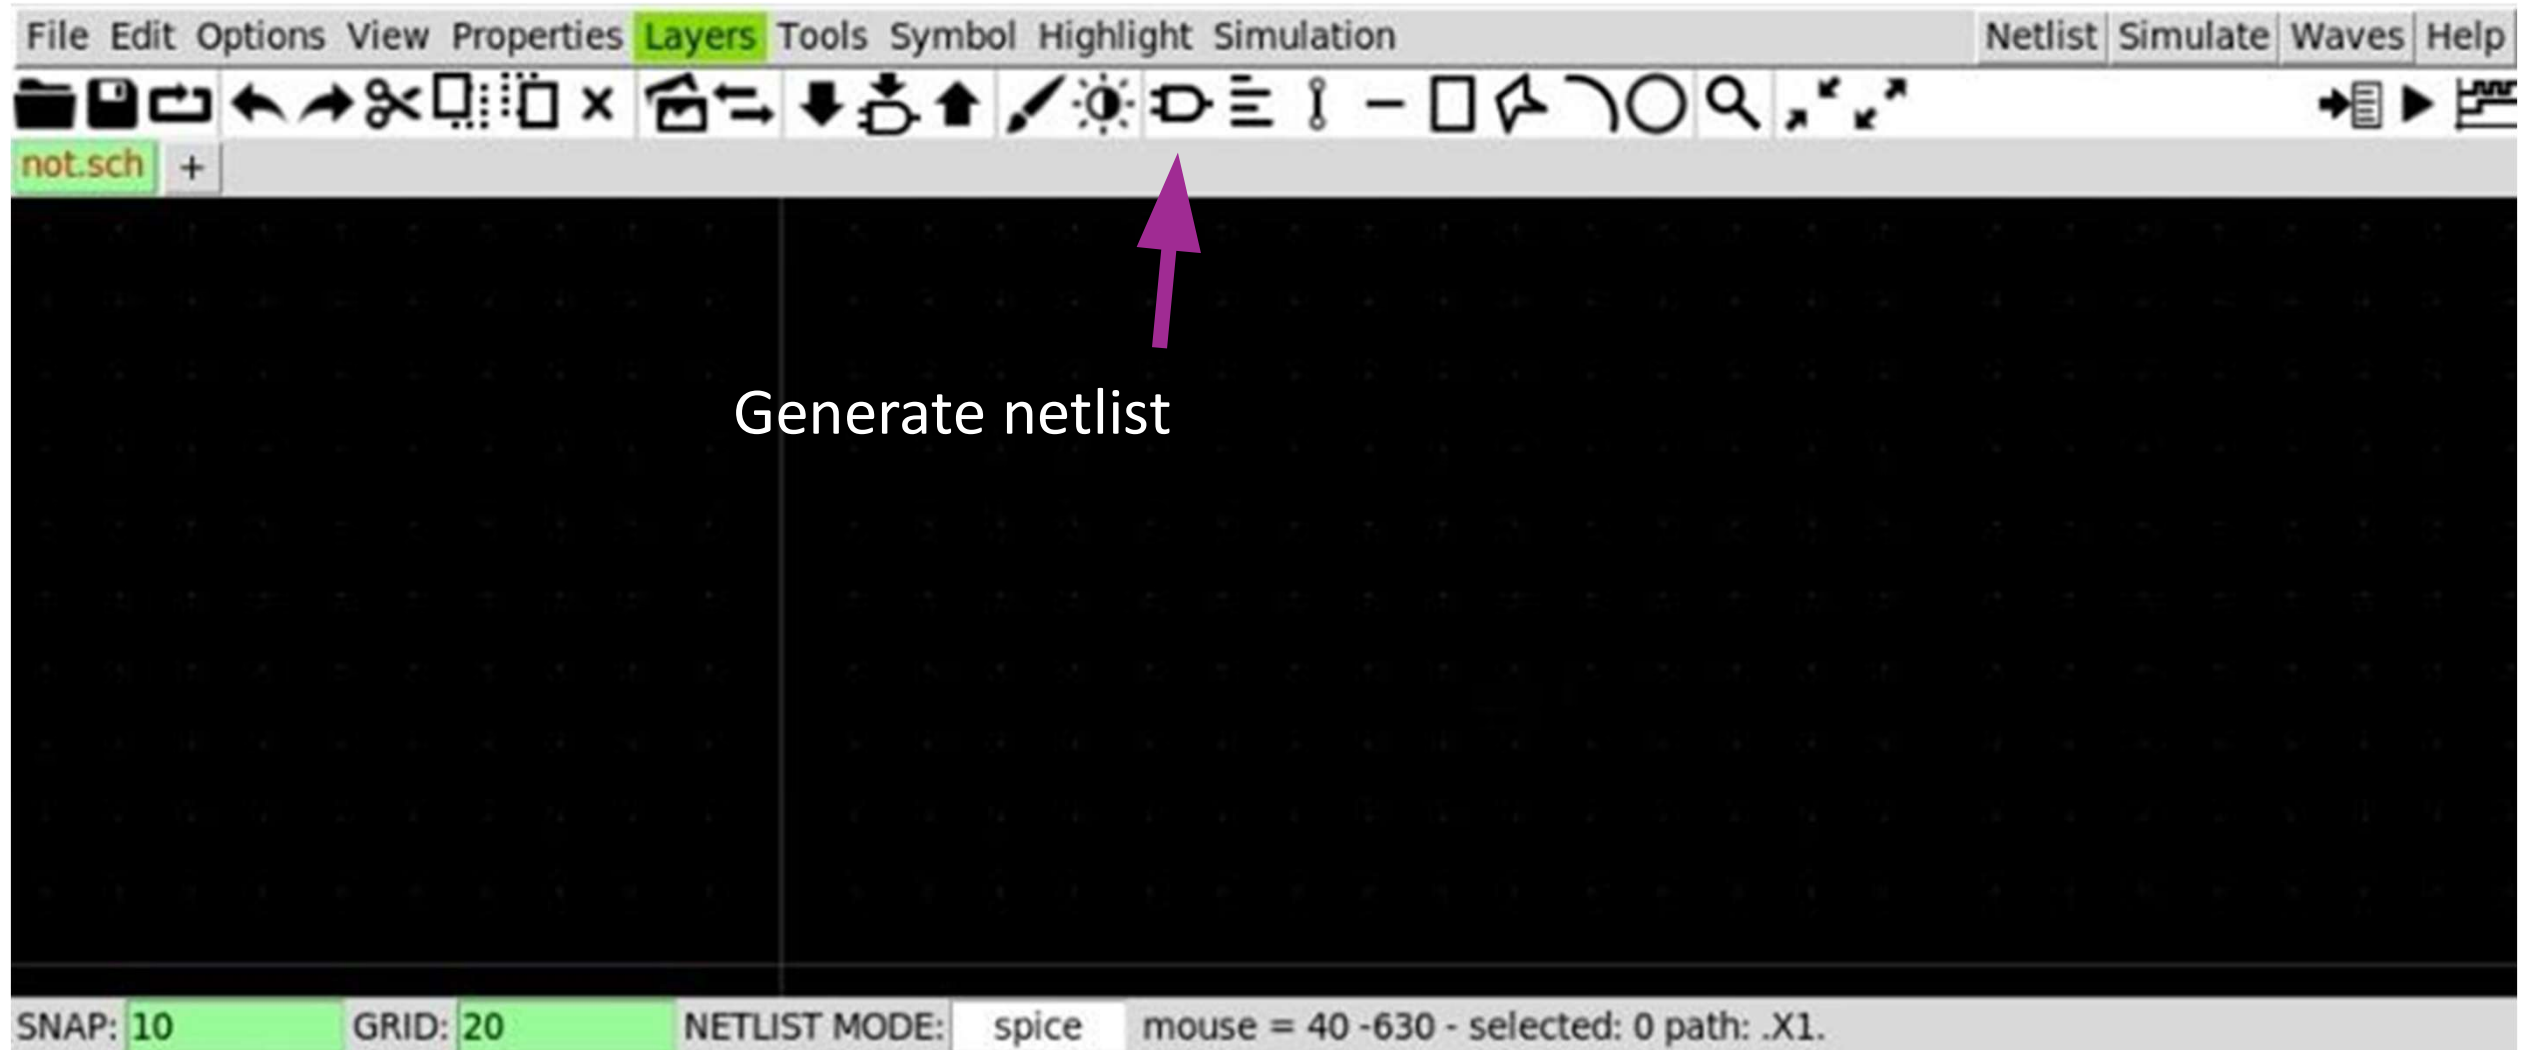 File Edit Options View Properties Layers Tools Symbol Highlight Simulation Netlist Simulate Waves Help
not.sch +
Generate netlist
SNAP: 10 GRID: 20 NETLIST MODE: spice mouse = 40 -630 - selected: 0 path: .X1.